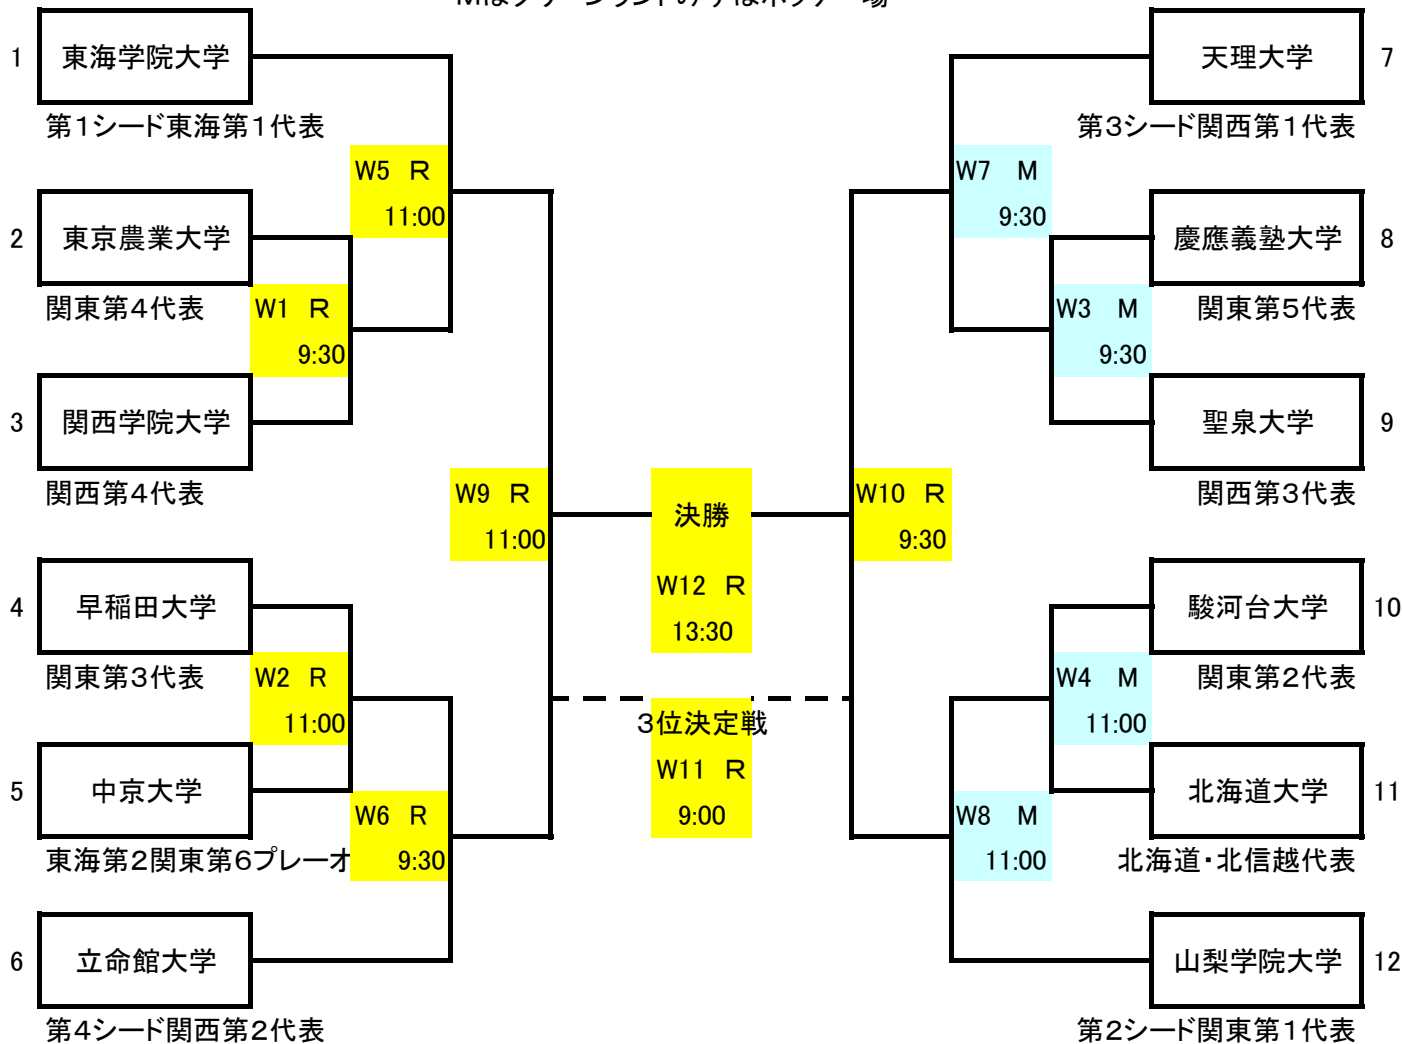 1 東海学院大学
第1シード東海第1代表
W5 R
11:00
2 東京農業大学
関東第4代表
W1 R
9:30
3 関西学院大学
関西第4代表
W9 R
11:00
4 早稲田大学
関東第3代表
W2 R
11:00
5 中京大学
東海第2関東第6プレーオ
W6 R
9:30
6 立命館大学
第4シード関西第2代表
決勝
W12 R
13:30
3位決定戦
W11 R
9:00
天理大学 7
第3シード関西第1代表
W7 M
9:30
慶應義塾大学 8
関東第5代表
W3 M
9:30
聖泉大学 9
関西第3代表
W10 R
9:30
駿河台大学 10
関東第2代表
W4 M
11:00
北海道大学 11
北海道・北信越代表
W8 M
11:00
山梨学院大学 12
第2シード関東第1代表